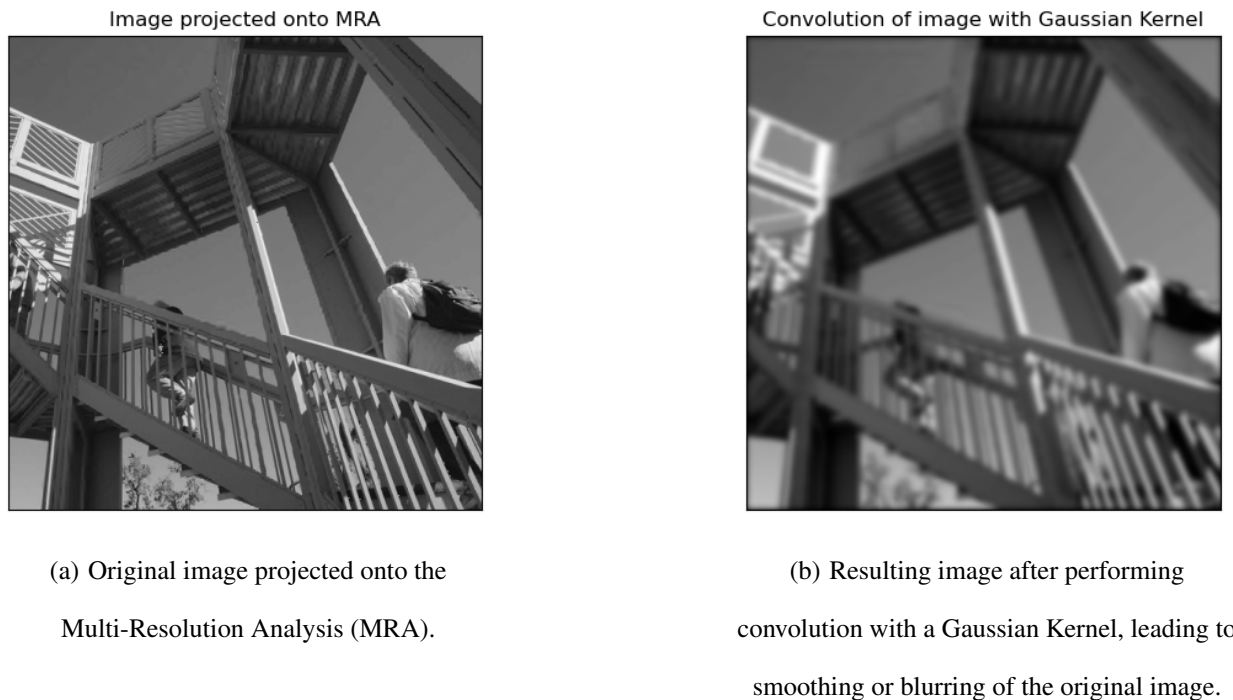 Image projected onto MRA
Convolution of image with Gaussian Kernel
(a) Original image projected onto the
Multi-Resolution Analysis (MRA).
(b) Resulting image after performing
convolution with a Gaussian Kernel, leading to
smoothing or blurring of the original image.